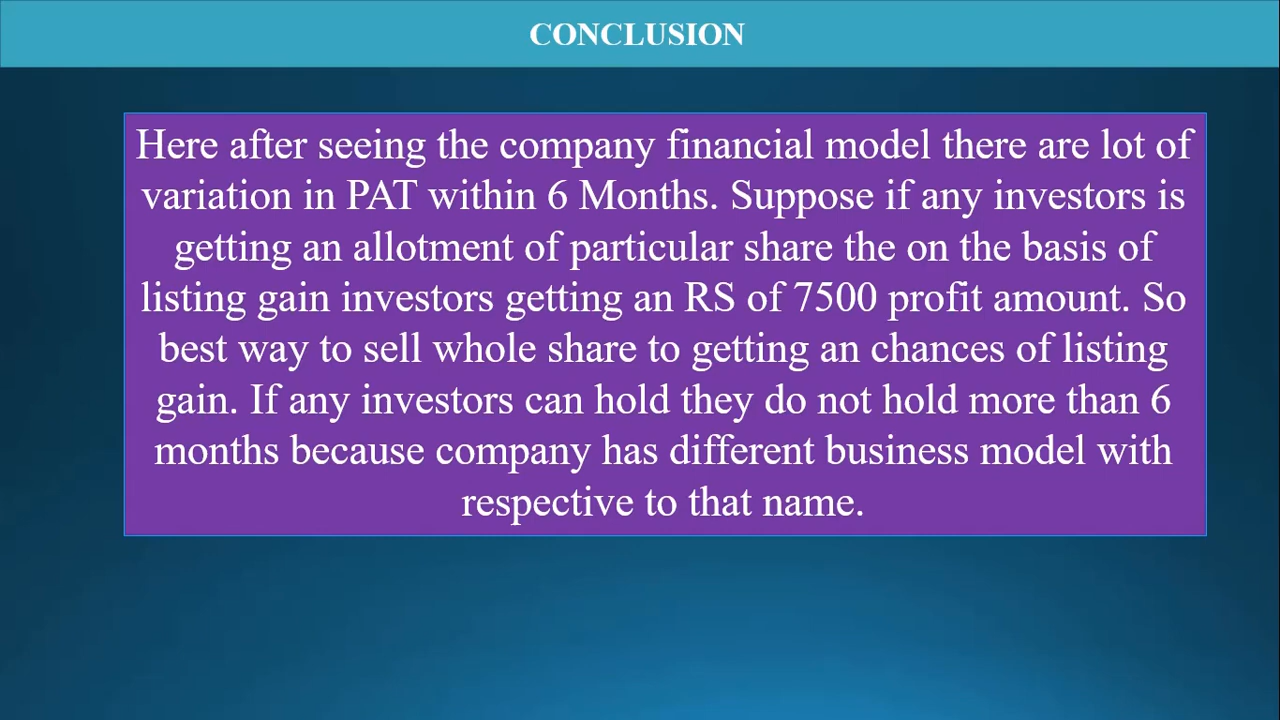 CONCLUSION
Here after seeing the company financial model there are lot of
variation in PAT within 6 Months. Suppose if any investors is
getting an allotment of particular share the on the basis of
listing gain investors getting an RS of 7500 profit amount. So
best way to sell whole share to getting an chances of listing
gain. If any investors can hold they do not hold more than 6
months because company has different business model with
respective to that name.